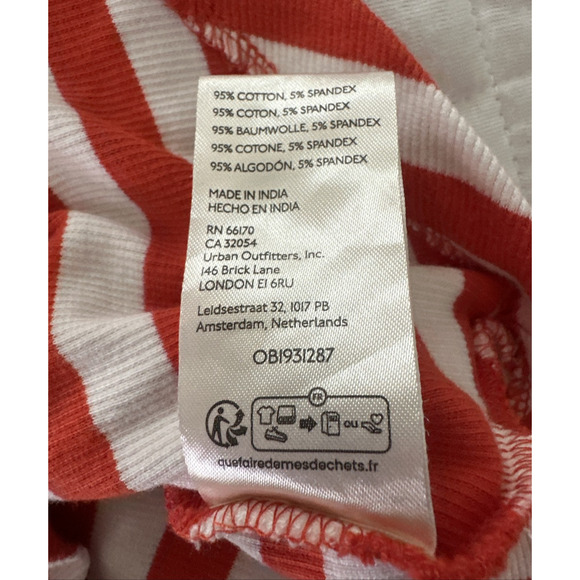 95% COTTON, 5% SPANDEX
95% COTON, 5% SPANDEX
95% BAUMWOLLE, 5% SPANDEX
95% COTONE, 5% SPANDEX
95% ALGODÓN, 5% SPANDEX
MADE IN INDIA
HECHO EN INDIA
RN 66170
CA 32054
Urban Outfitters, Inc.
146 Brick Lane
LONDON E1 6RU
Leidsestraat 32, 1017 PB
Amsterdam, Netherlands
OB1931287
FR
ou
quefairedemesdechets.fr